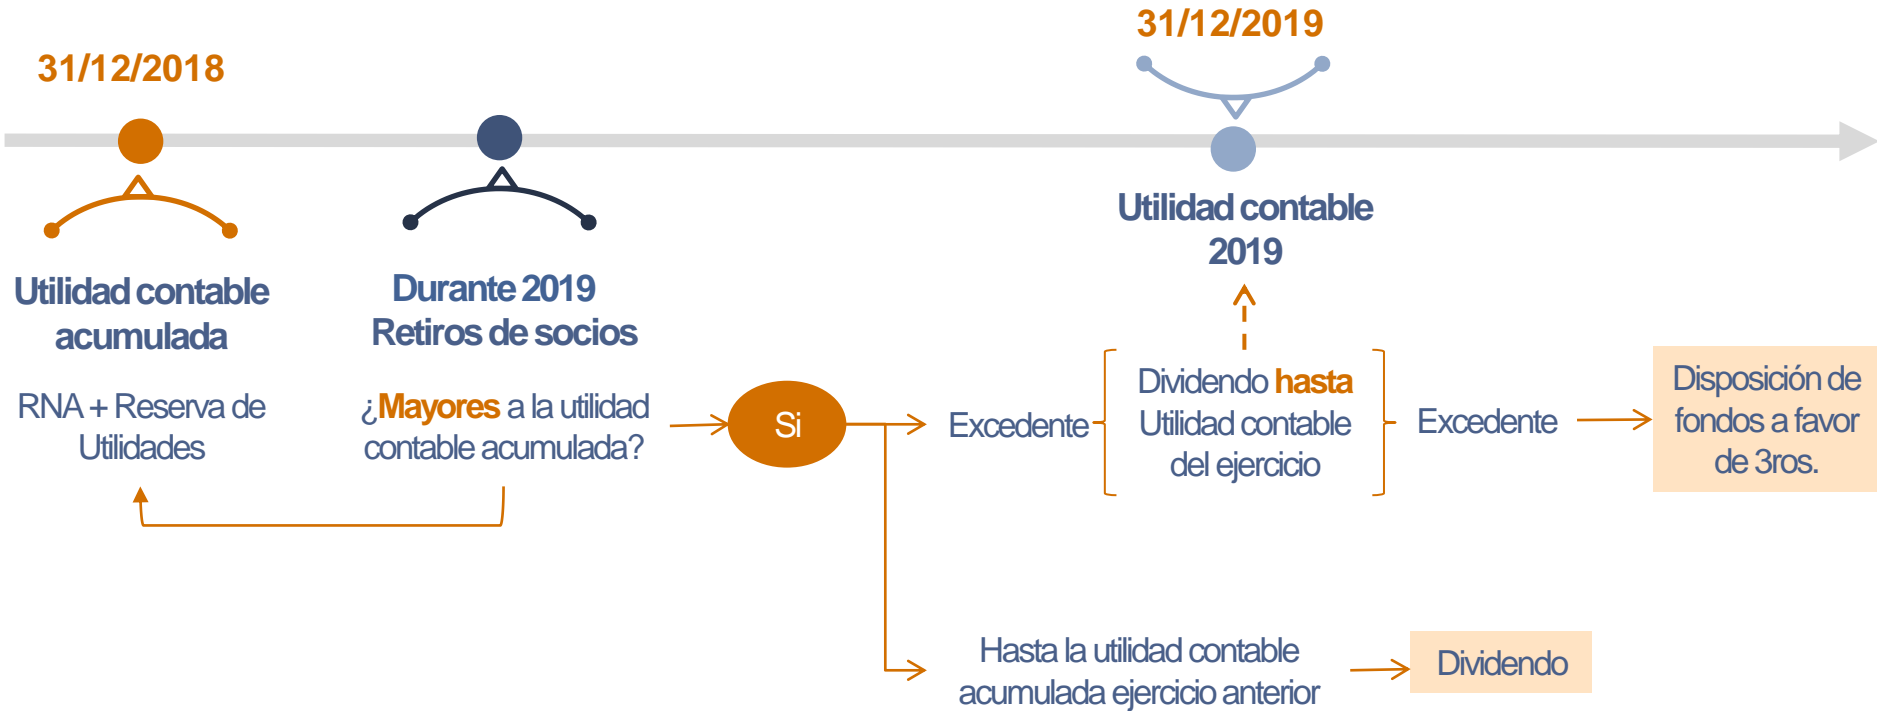 31/12/2018
31/12/2019
Utilidad contable
acumulada
RNA + Reserva de
Utilidades
Durante 2019
Retiros de socios
¿Mayores a la utilidad
contable acumulada?
Si
Utilidad contable
2019
Excedente
Dividendo hasta
Utilidad contable
del ejercicio
Excedente
Disposición de
fondos a favor
de 3ros.
Hasta la utilidad contable
acumulada ejercicio anterior
Dividendo